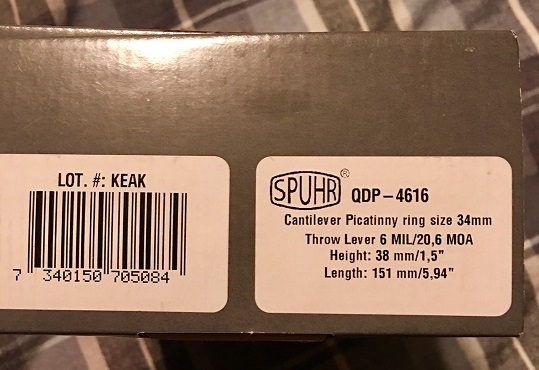 LOT. #: KEAK
7 340150 705084
SPUHR® QDP-4616
Cantilever Picatinny ring size 34mm
Throw Lever 6 MIL/20,6 MOA
Height: 38 mm/1,5"
Length: 151 mm/5,94"